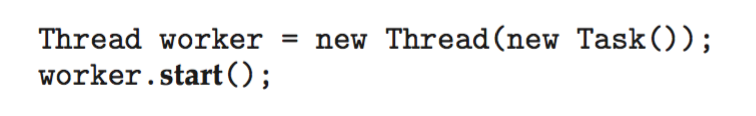 Thread worker = new Thread(new Task());
worker.start();